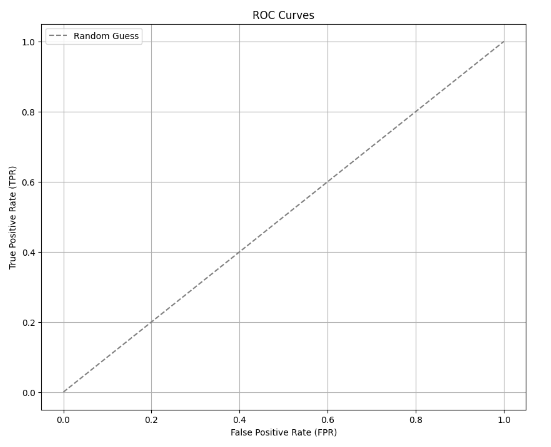 ROC Curves
Random Guess
True Positive Rate (TPR)
1.0
0.8
0.6
0.4
0.2
0.0
0.0 0.2 0.4 0.6 0.8 1.0
False Positive Rate (FPR)